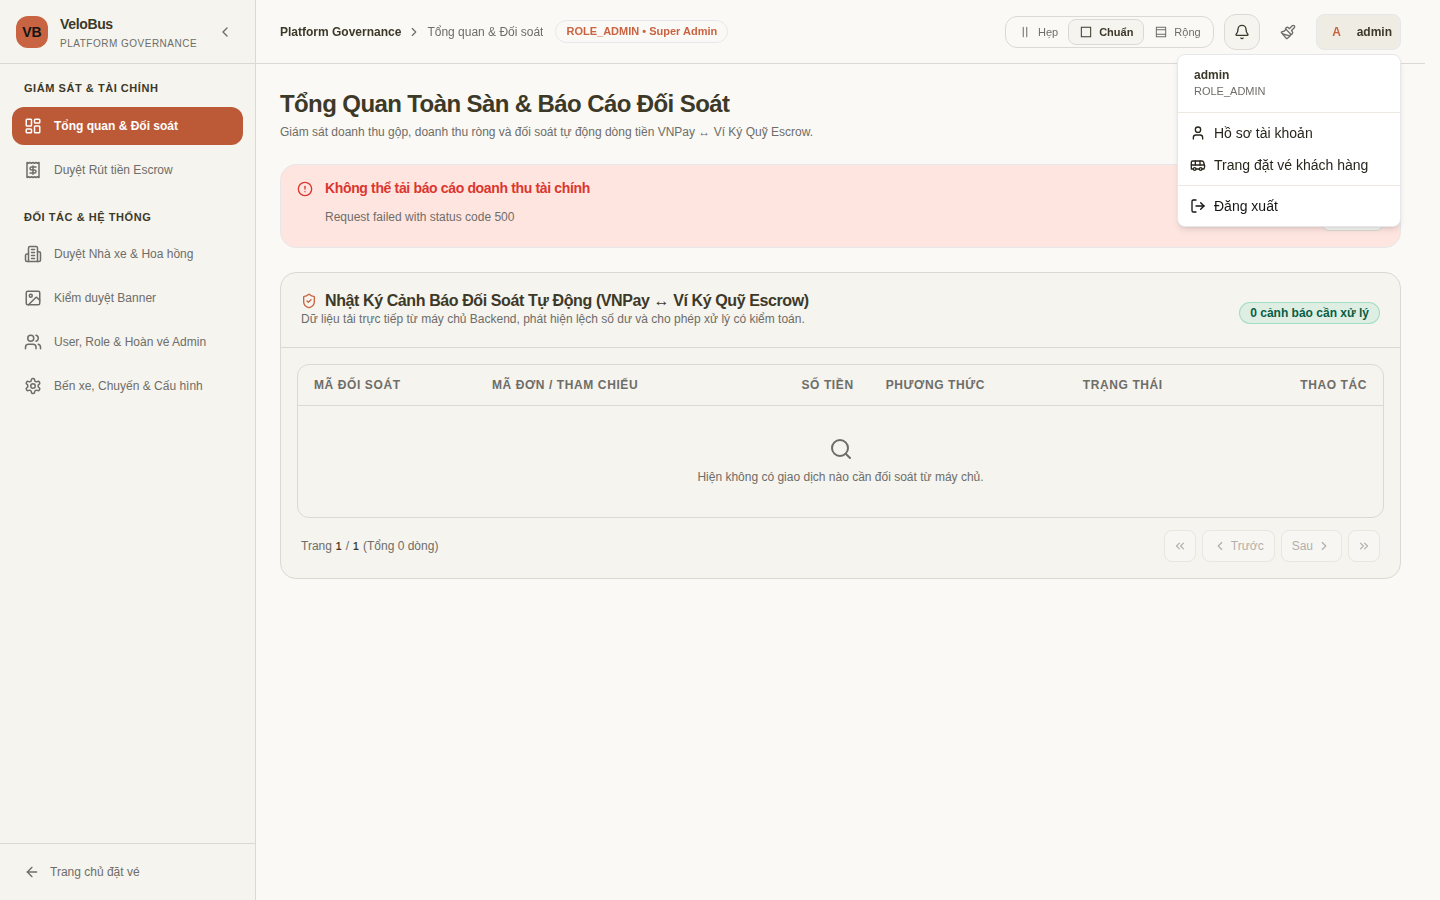 VB
VeloBus
PLATFORM GOVERNANCE
Platform Governance > Tổng quan & Đối soát
ROLE_ADMIN • Super Admin
Hẹp
Chuẩn
Rộng
A
admin
admin
ROLE_ADMIN
Hồ sơ tài khoản
Trang đặt vé khách hàng
Đăng xuất
GIÁM SÁT & TÀI CHÍNH
Tổng quan & Đối soát
Duyệt Rút tiền Escrow
ĐỐI TÁC & HỆ THỐNG
Duyệt Nhà xe & Hoa hồng
Kiểm duyệt Banner
User, Role & Hoàn vé Admin
Bến xe, Chuyến & Cấu hình
Trang chủ đặt vé
Tổng Quan Toàn Sàn & Báo Cáo Đối Soát
Giám sát doanh thu gộp, doanh thu ròng và đối soát tự động dòng tiền VNPay ↔ Ví Ký Quỹ Escrow.
Không thể tải báo cáo doanh thu tài chính
Request failed with status code 500
Nhật Ký Cảnh Báo Đối Soát Tự Động (VNPay ↔ Ví Ký Quỹ Escrow)
Dữ liệu tải trực tiếp từ máy chủ Backend, phát hiện lệch số dư và cho phép xử lý có kiểm toán.
0 cảnh báo cần xử lý
MÃ ĐỐI SOÁT
MÃ ĐƠN / THAM CHIẾU
SỐ TIỀN
PHƯƠNG THỨC
TRẠNG THÁI
THAO TÁC
Hiện không có giao dịch nào cần đối soát từ máy chủ.
Trang 1 / 1 (Tổng 0 dòng)
Trước
Sau